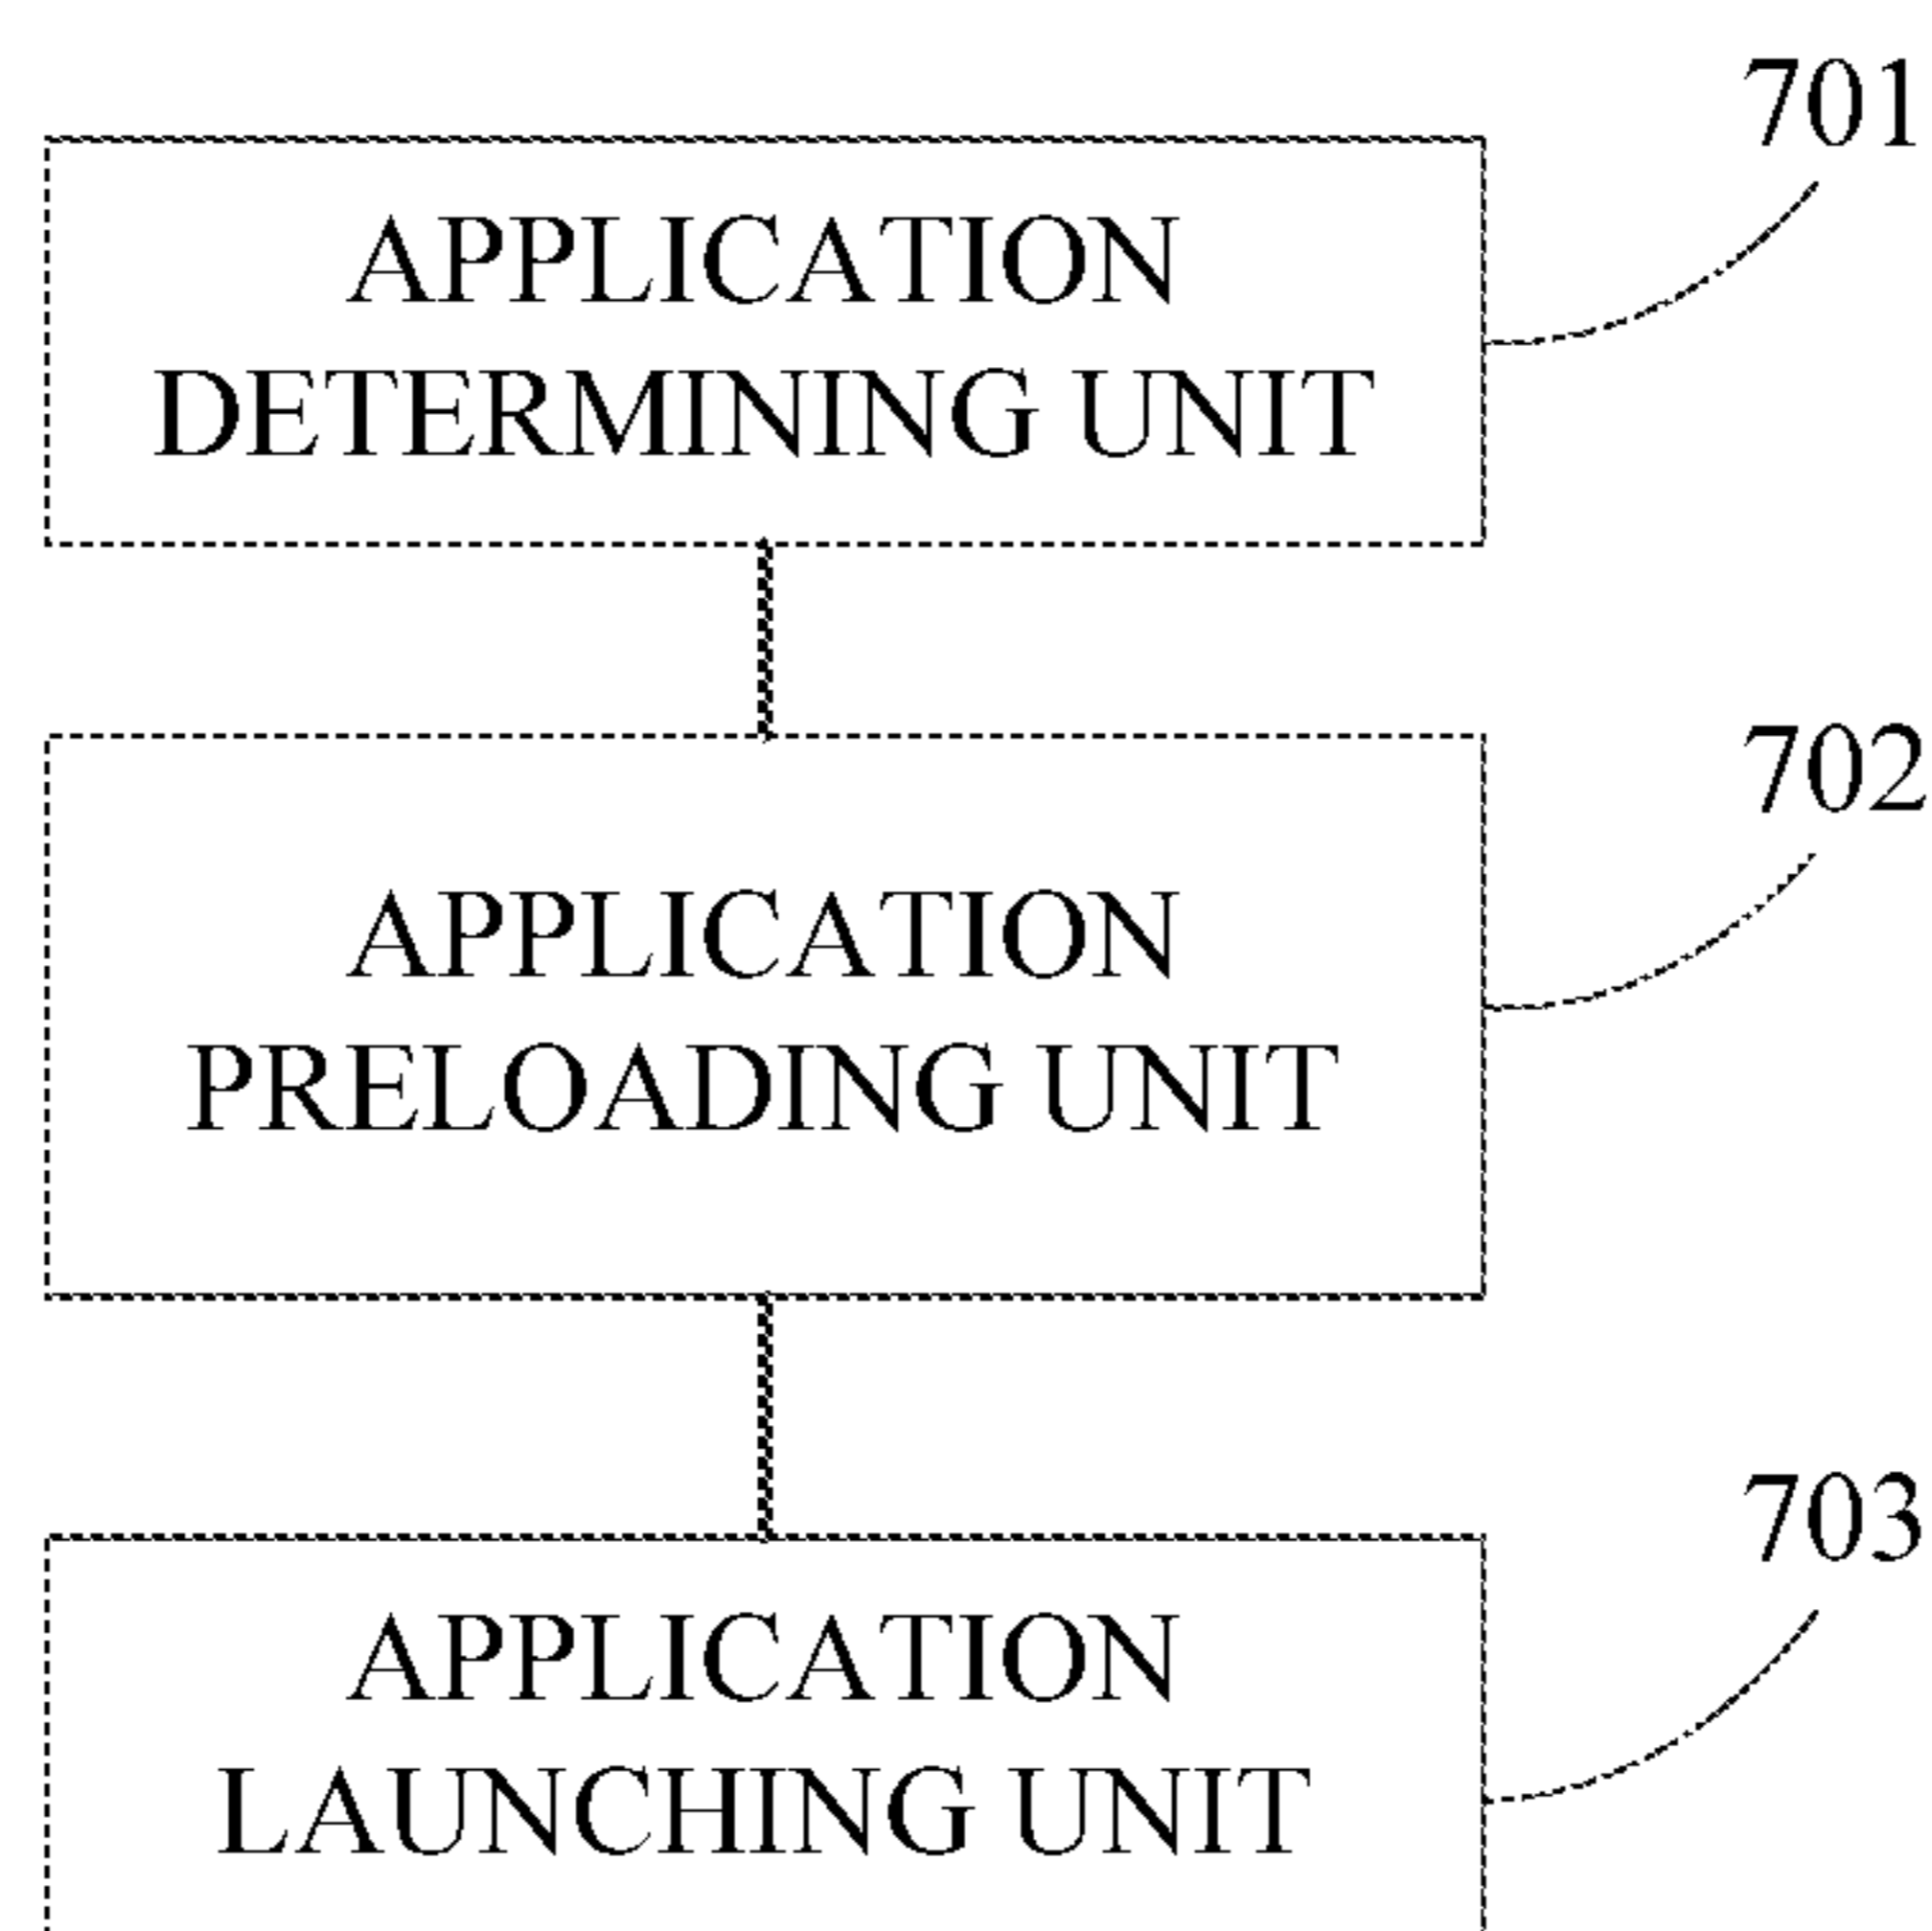 701
APPLICATION
DETERMINING UNIT
702
APPLICATION
PRELOADING UNIT
703
APPLICATION
LAUNCHING UNIT